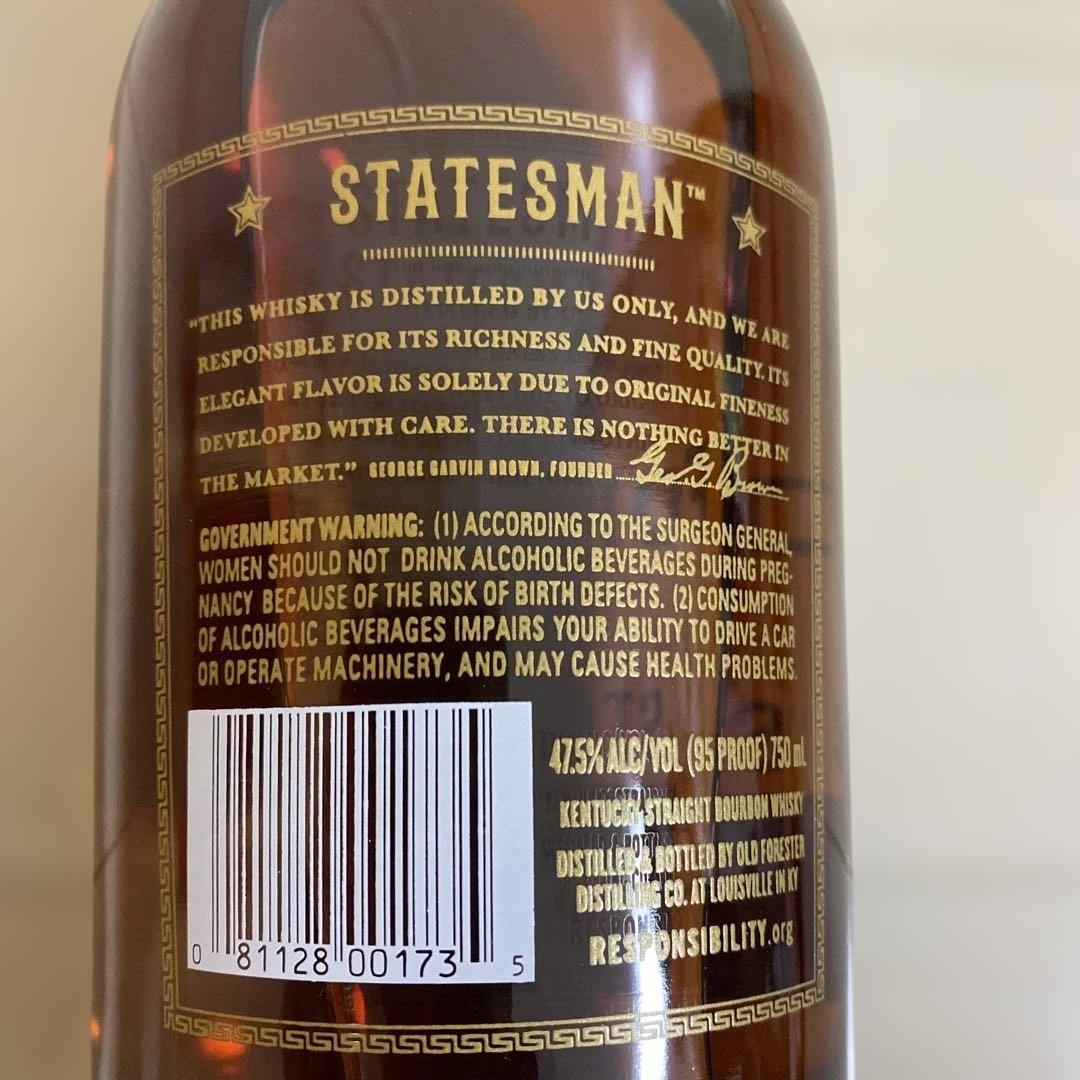 STATESMAN™
"THIS WHISKY IS DISTILLED BY US ONLY, AND WE ARE
RESPONSIBLE FOR ITS RICHNESS AND FINE QUALITY. ITS
ELEGANT FLAVOR IS SOLELY DUE TO ORIGINAL FINENESS
DEVELOPED WITH CARE. THERE IS NOTHING BETTER IN
THE MARKET." GEORGE GARVIN BROWN, FOUNDER Geo. G. Brown
GOVERNMENT WARNING: (1) ACCORDING TO THE SURGEON GENERAL,
WOMEN SHOULD NOT DRINK ALCOHOLIC BEVERAGES DURING PREG-
NANCY BECAUSE OF THE RISK OF BIRTH DEFECTS. (2) CONSUMPTION
OF ALCOHOLIC BEVERAGES IMPAIRS YOUR ABILITY TO DRIVE A CAR
OR OPERATE MACHINERY, AND MAY CAUSE HEALTH PROBLEMS.
47.5% ALC/VOL (95 PROOF) 750 mL
KENTUCKY STRAIGHT BOURBON WHISKY
DISTILLED & BOTTLED BY OLD FORESTER
DISTILLING CO. AT LOUISVILLE IN KY
RESPONSIBILITY.org
0 81128 00173 5